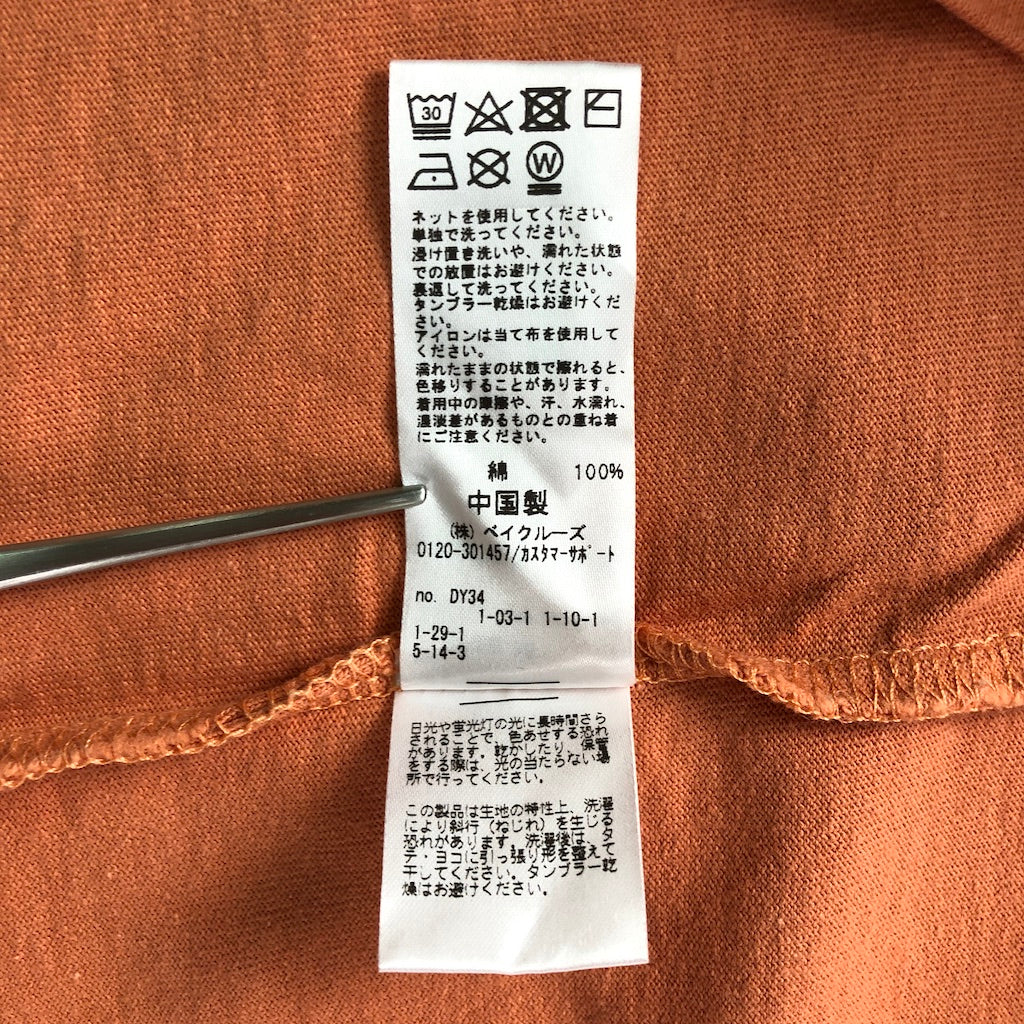 30
W
ネットを使用してください。
単独で洗ってください。
浸け置き洗いや、濡れた状態
での放置はお避けください。
裏返して洗ってください。
タンブラー乾燥はお避けくだ
さい。
アイロンは当て布を使用して
ください。
濡れたままの状態で擦れると、
色移りすることがあります。
着用中の摩擦や、汗、水濡れ、
濃淡差があるものとの重ね着
にご注意ください。
綿 100%
中国製
(株)ベイクルーズ
0120-301457/カスタマーサポート
no. DY34
1-03-1 1-10-1
1-29-1
5-14-3
日光や蛍光灯の光に長時間さら
されることで、色あせする恐れ
があります。乾かしたり、保管
をする際は、光の当たらない場
所で行ってください。
この製品は生地の特性上、洗濯
により斜行(ねじれ)を生じる
恐れがあります。洗濯後は、タ
テ・ヨコに引っ張り形を整えて
干してください。タンブラー乾
燥はお避けください。